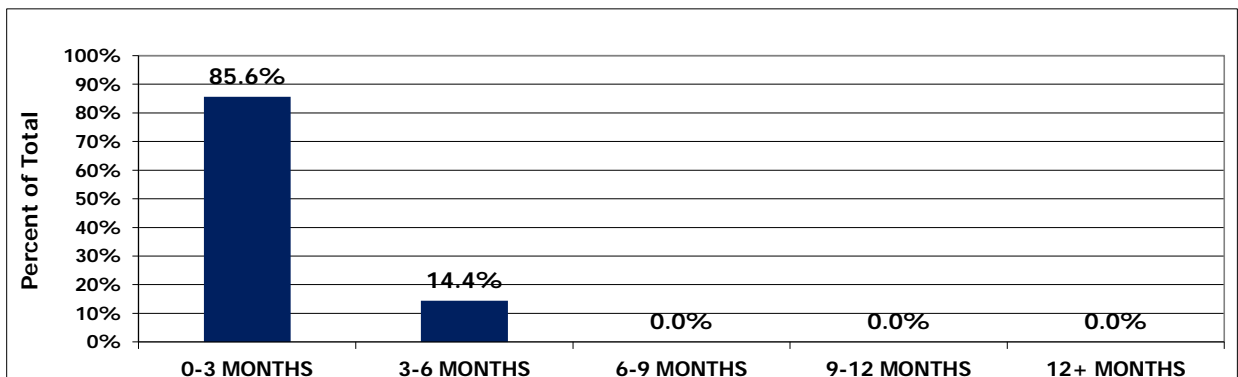 Percent of Total
100%
90%
80%
70%
60%
50%
40%
30%
20%
10%
0%
85.6%
14.4%
0.0%
0.0%
0.0%
0-3 MONTHS
3-6 MONTHS
6-9 MONTHS
9-12 MONTHS
12+ MONTHS